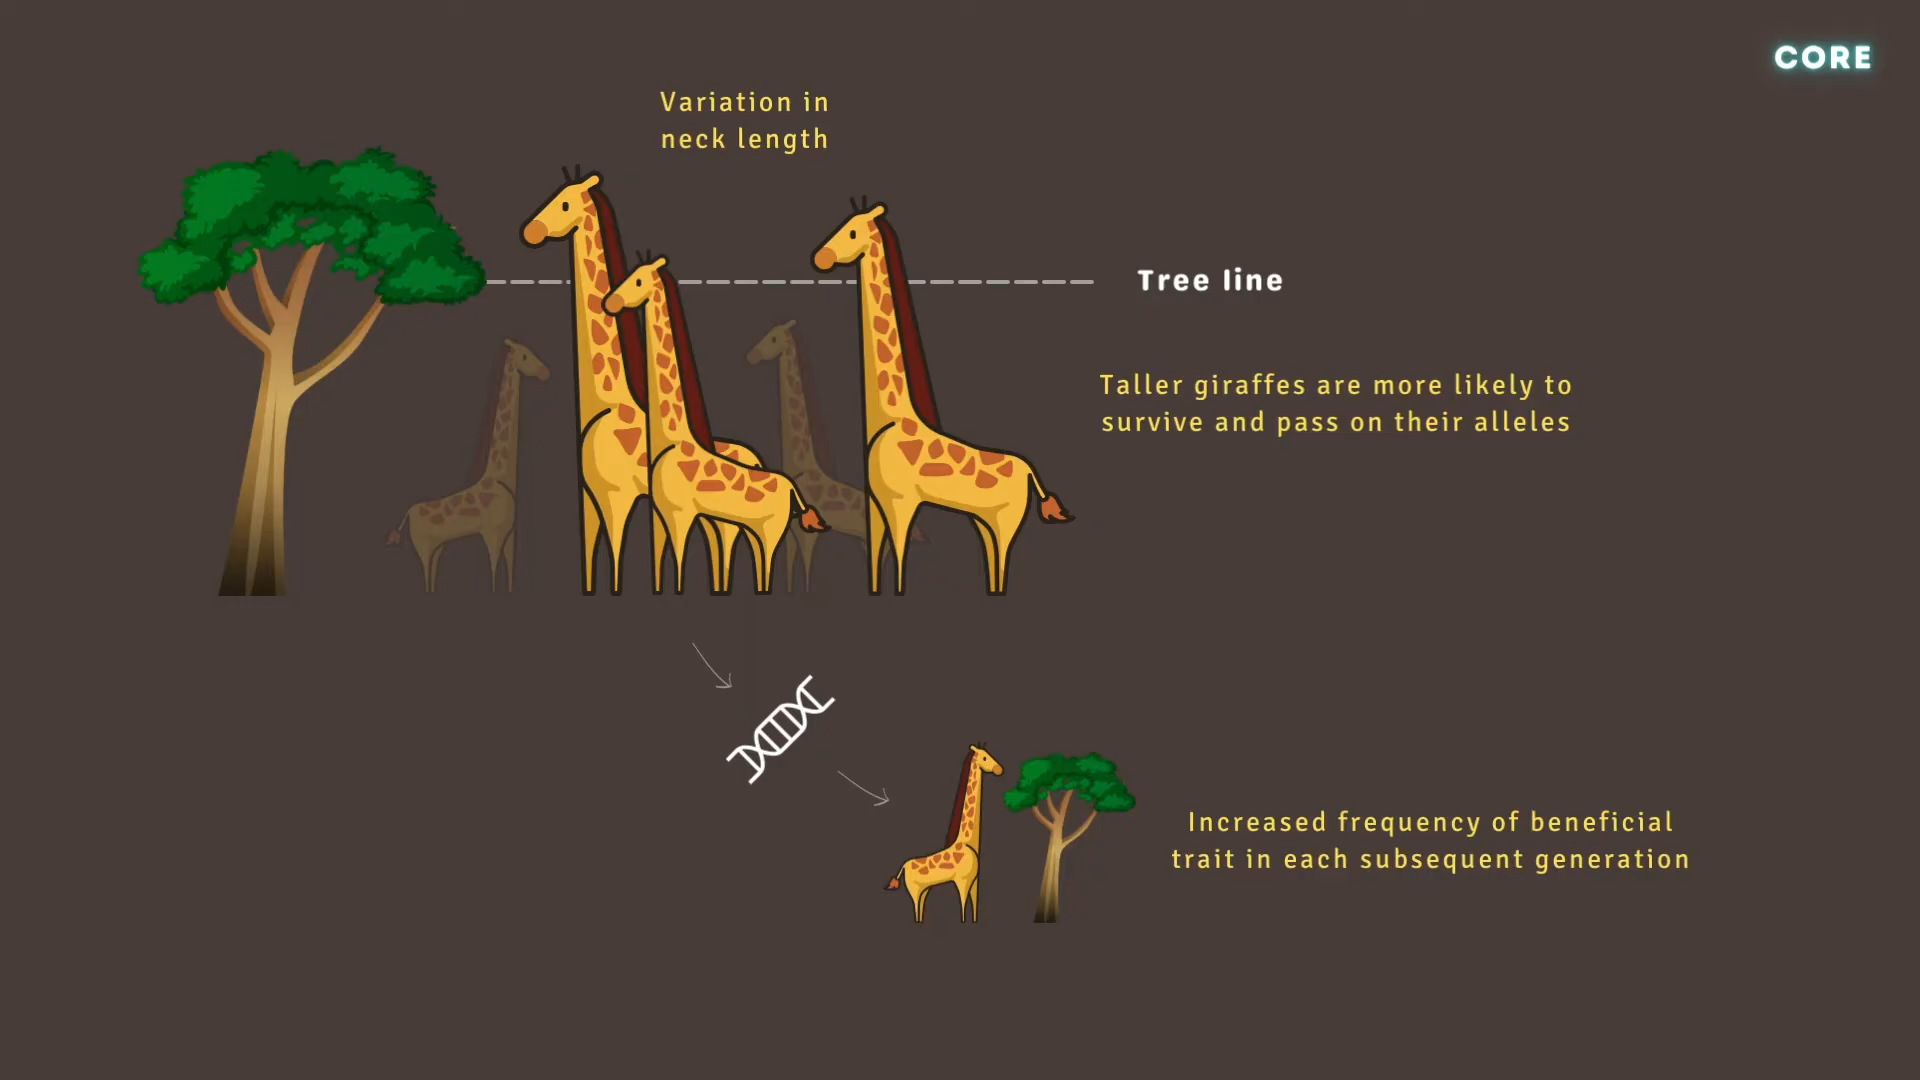 CORE
Variation in
neck length
Tree line
Taller giraffes are more likely to
survive and pass on their alleles
Increased frequency of beneficial
trait in each subsequent generation